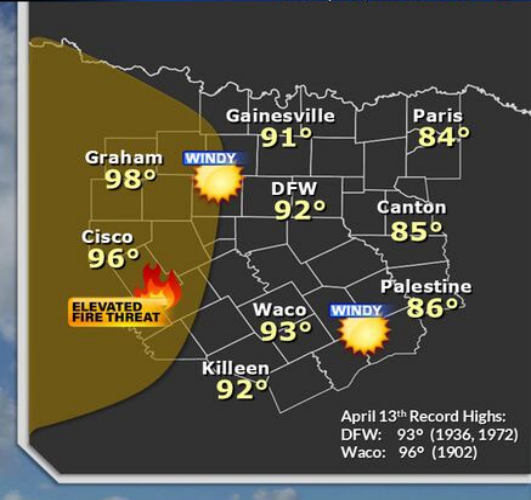 Gainesville
91°
Paris
84°
Graham
98°
WINDY
DFW
92°
Canton
85°
Cisco
96°
ELEVATED
FIRE THREAT
Palestine
86°
Waco
93°
WINDY
Killeen
92°
April 13th Record Highs:
DFW: 93° (1936, 1972)
Waco: 96° (1902)